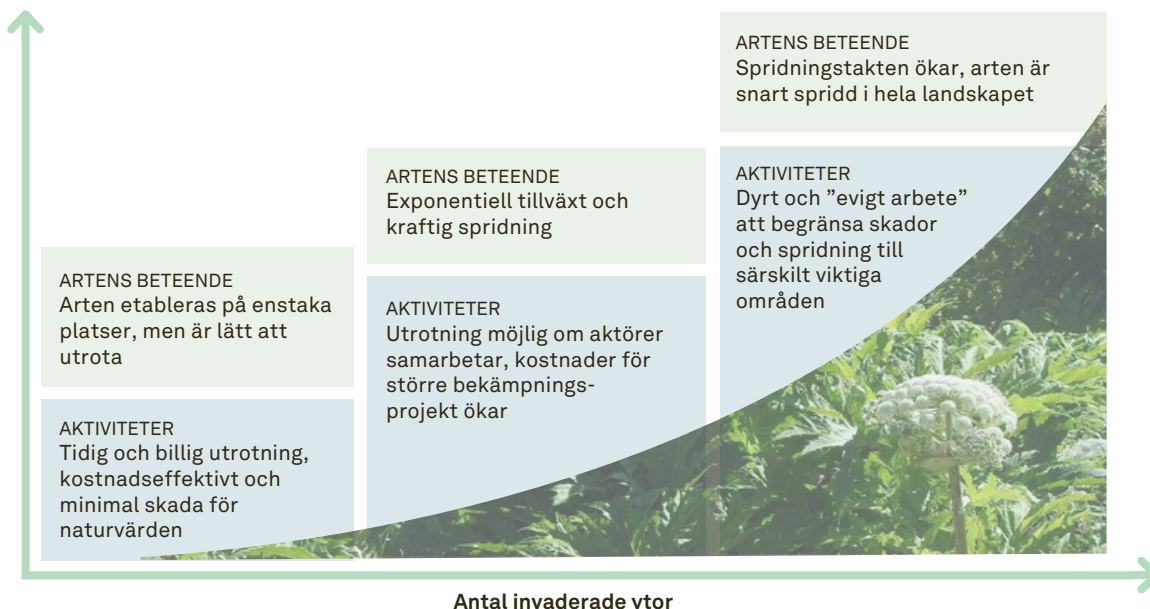 ARTENS BETEENDE
Arten etableras på enstaka
platser, men är lätt att
utrota
AKTIVITETER
Tidig och billig utrotning,
kostnadseffektivt och
minimal skada för
naturvärden
ARTENS BETEENDE
Exponentiell tillväxt och
kraftig spridning
AKTIVITETER
Utrotning möjlig om aktörer
samarbetar, kostnader för
större bekämpnings-
projekt ökar
ARTENS BETEENDE
Spridningstakten ökar, arten är
snart spridd i hela landskapet
AKTIVITETER
Dyrt och ”evigt arbete”
att begränsa skador
och spridning till
särskilt viktiga
områden
Antal invaderade ytor